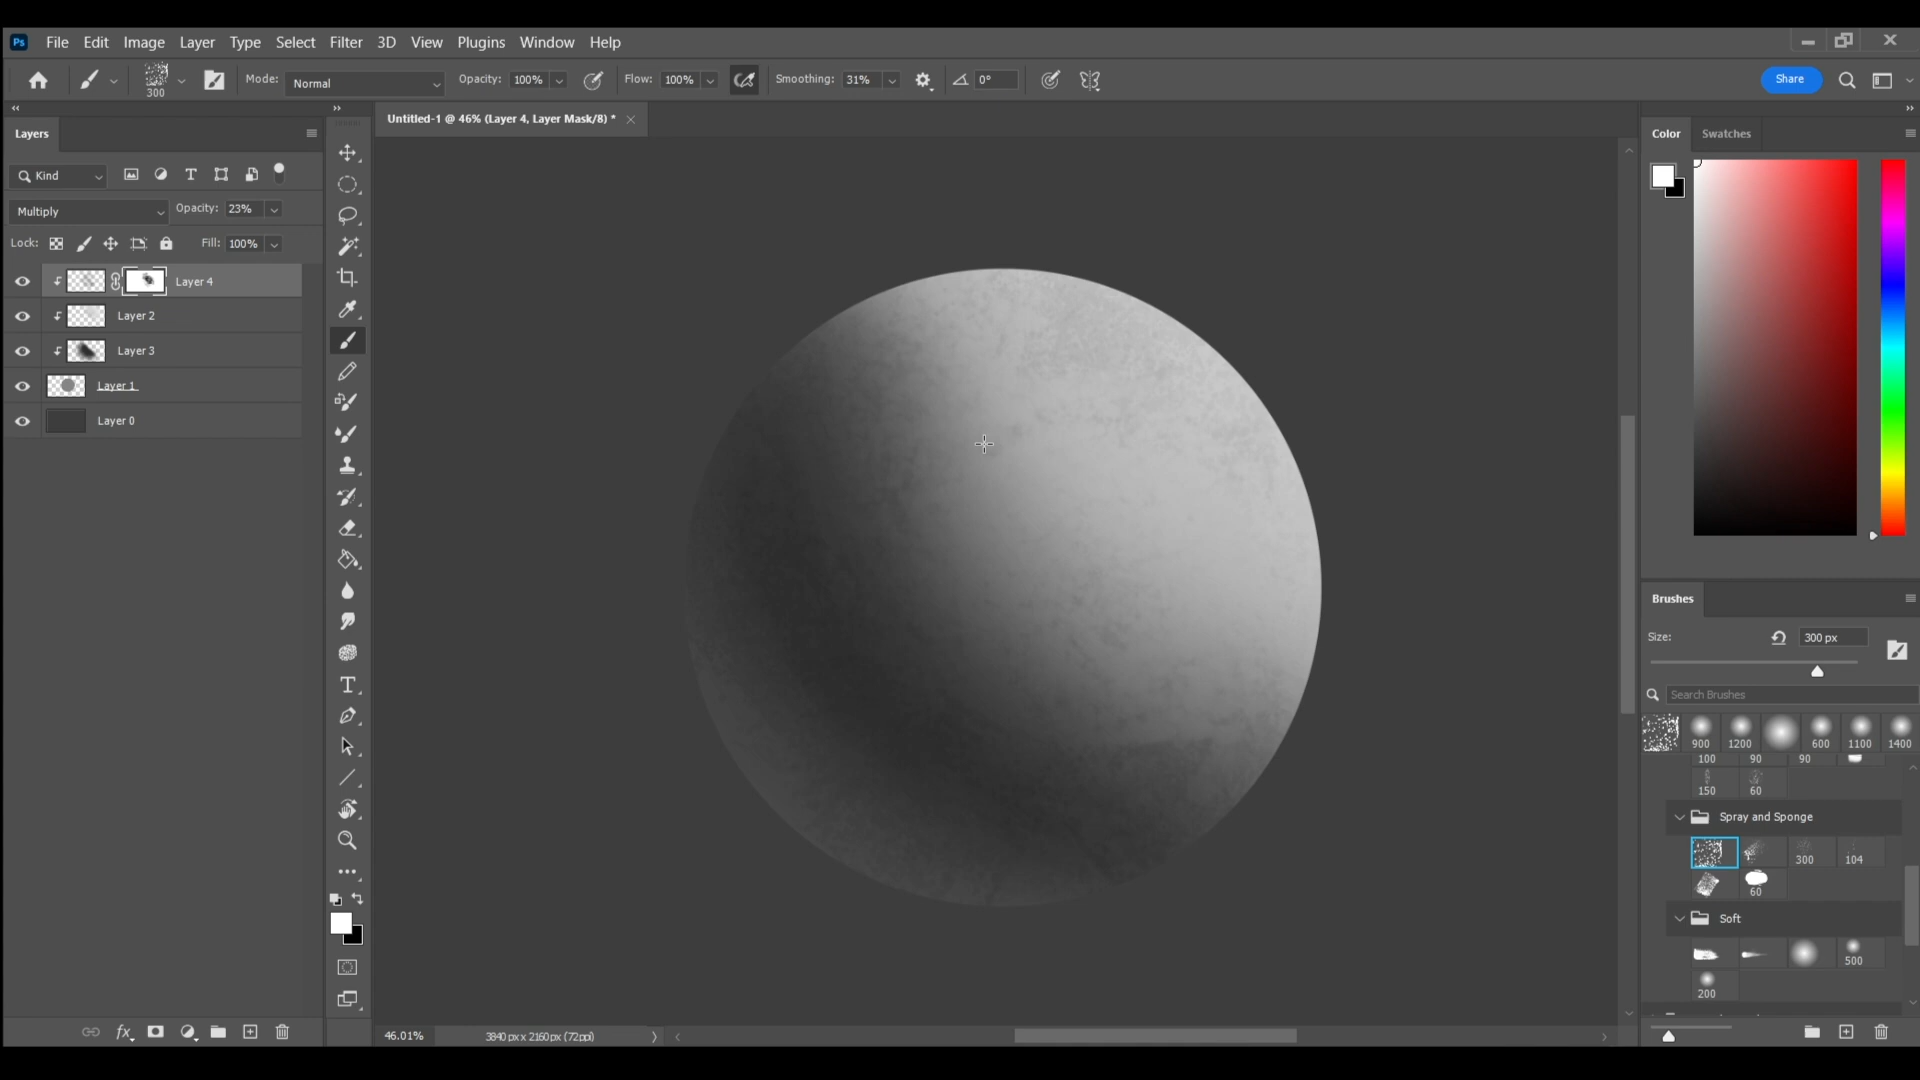 Ps File Edit Image Layer Type Select Filter 3D View Plugins Window Help
300 Mode: Normal Opacity: 100% Flow: 100% Smoothing: 31% 0° Share
Layers
Untitled-1 @ 46% (Layer 4, Layer Mask/8) *
Color Swatches
Kind
Multiply Opacity: 23%
Lock: Fill: 100%
Layer 4
Layer 2
Layer 3
Layer 1
Layer 0
fx
46.01% 3840 px x 2160 px (72 ppi)
Brushes
Size: 300 px
Search Brushes
900 1200 600 1100 1400
100 90 90
150 60
Spray and Sponge
300 104
60
Soft
500
200